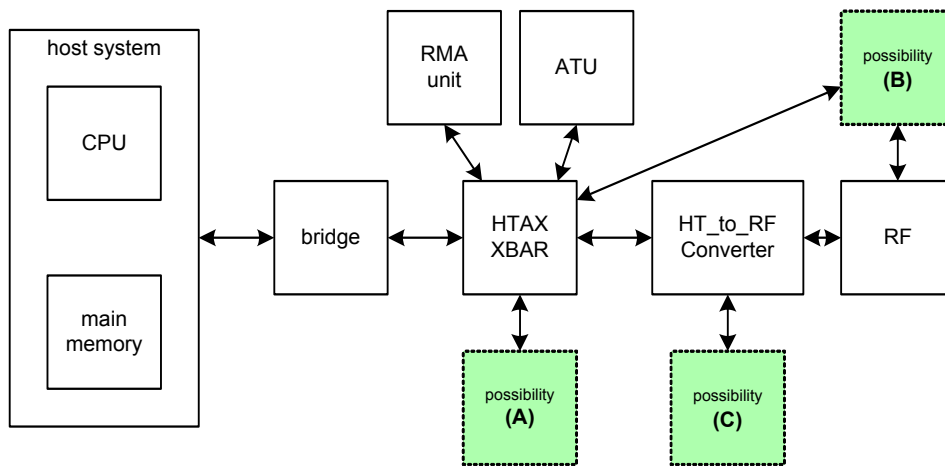 host system
CPU
main
memory
bridge
RMA
unit
ATU
HTAX
XBAR
possibility
(A)
HT_to_RF
Converter
possibility
(C)
possibility
(B)
RF